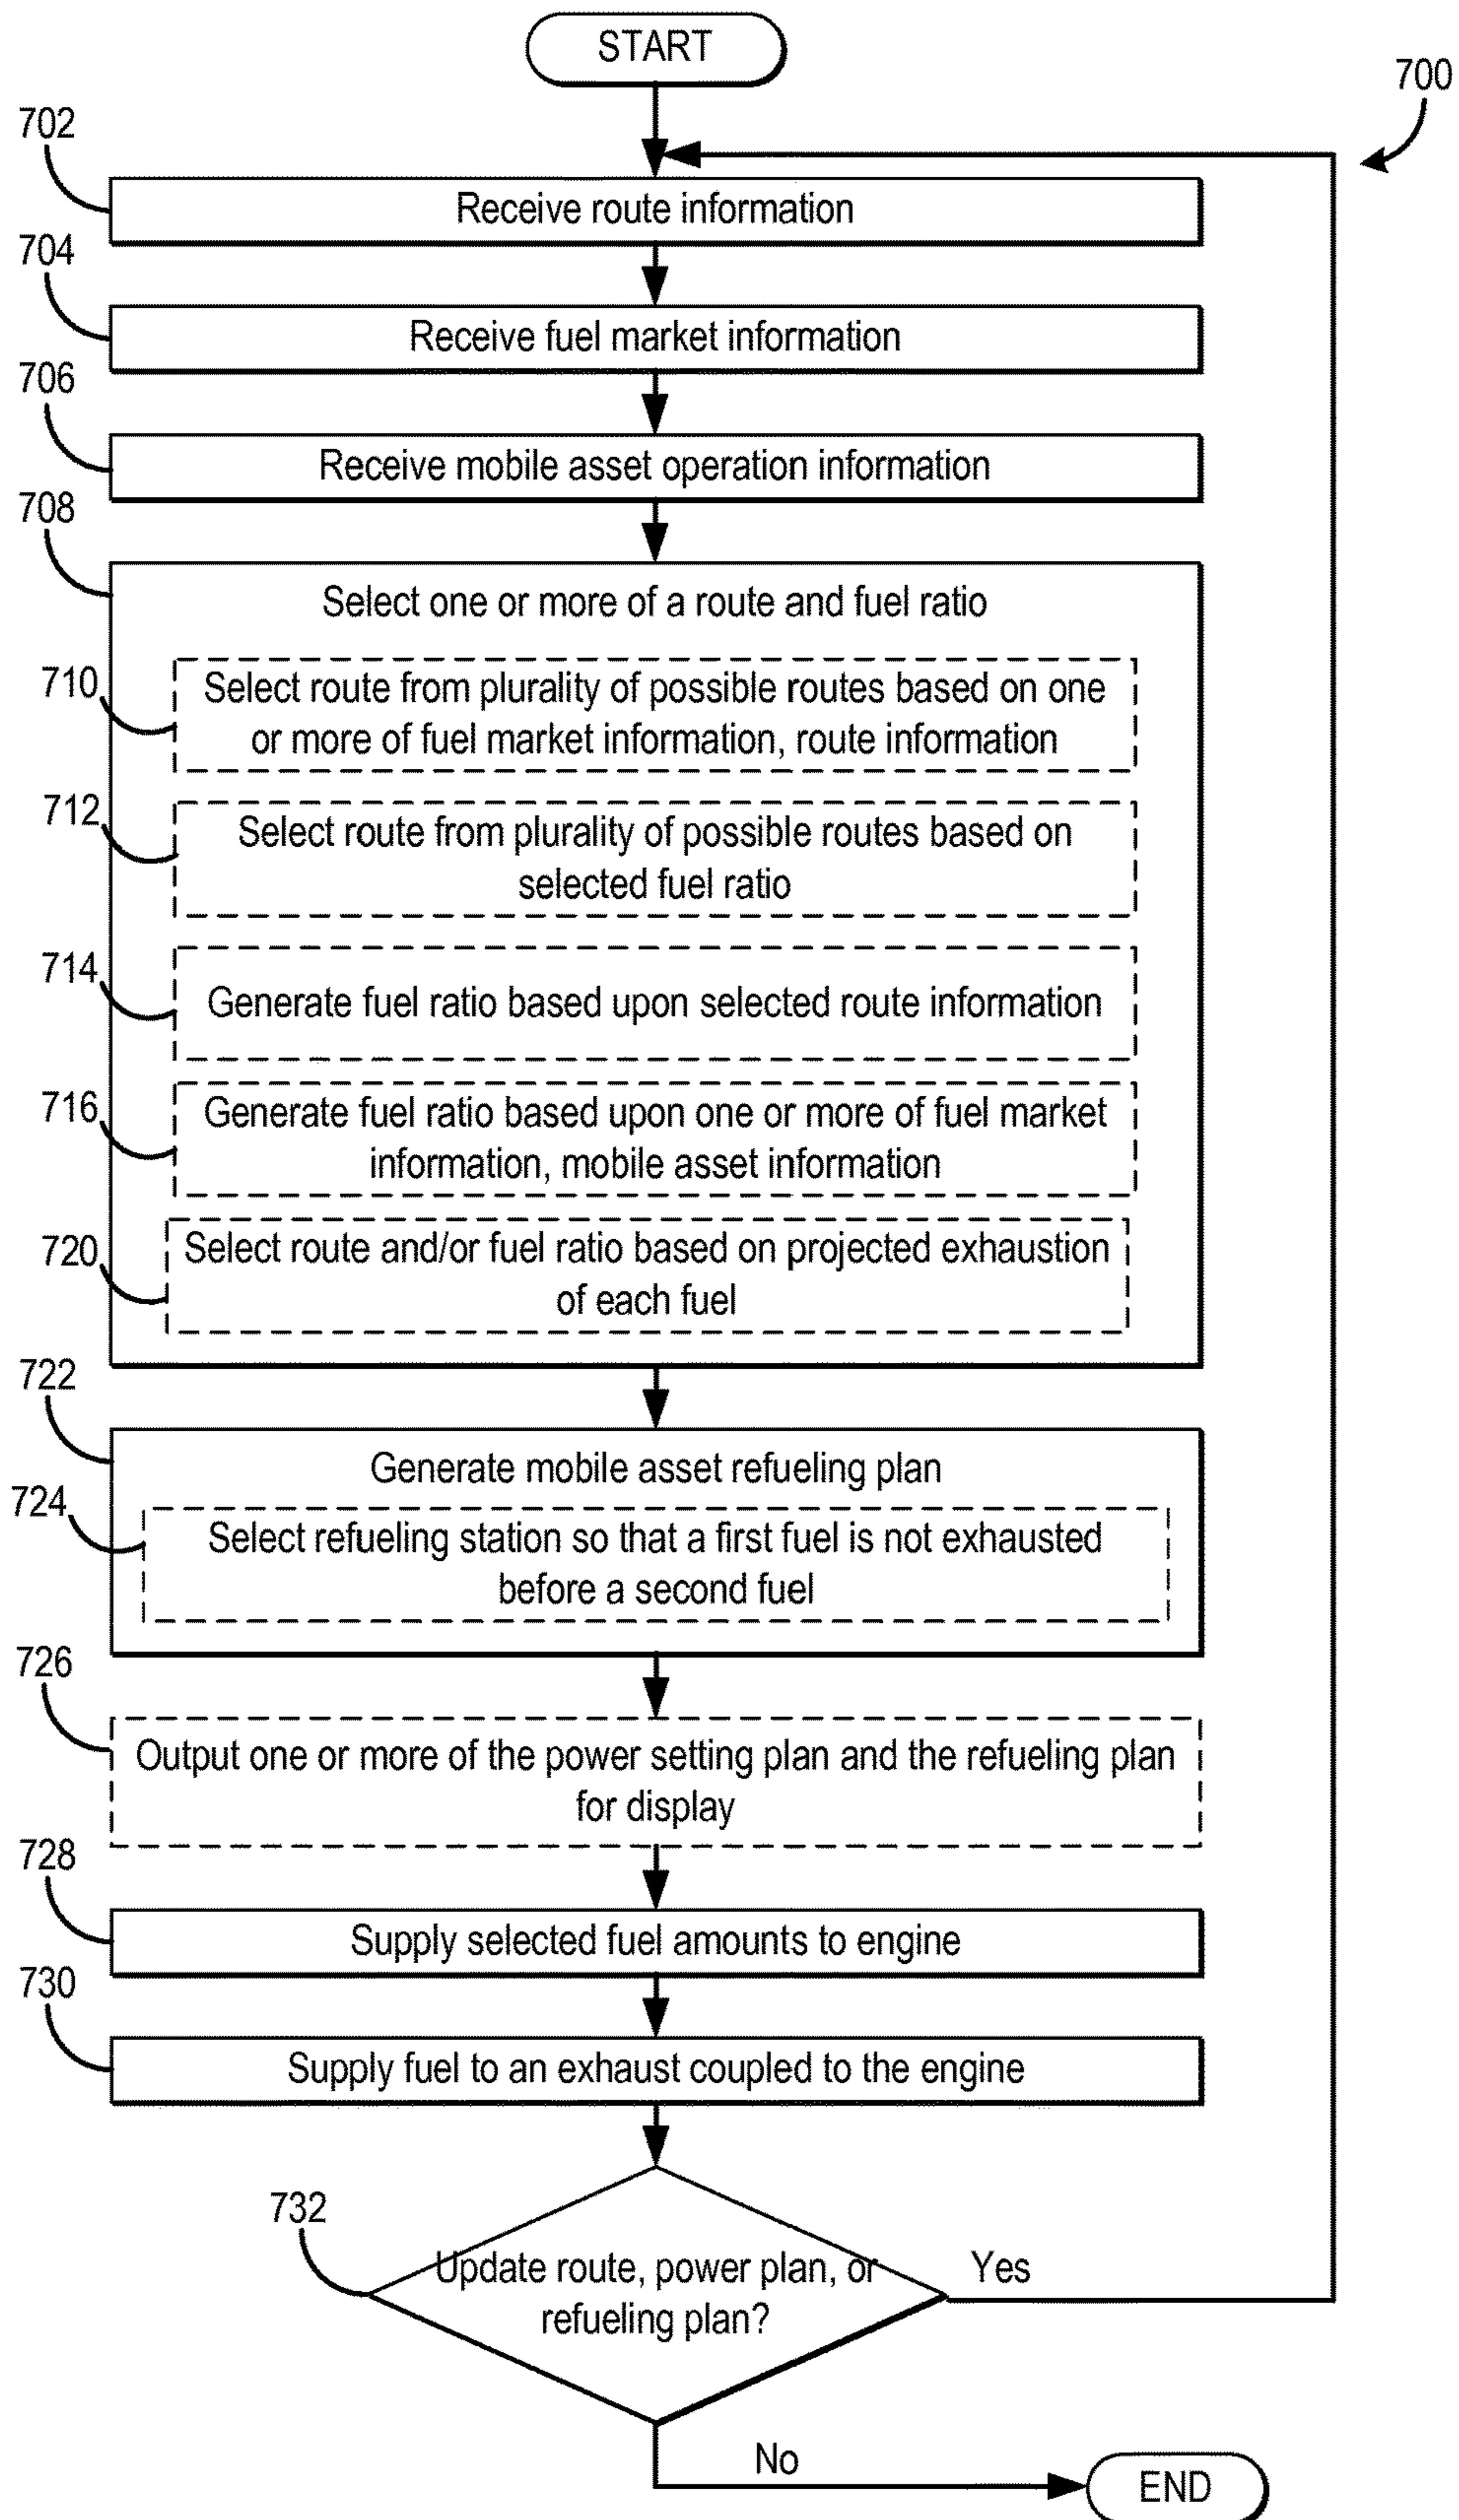 START
700
702
Receive route information
704
Receive fuel market information
706
Receive mobile asset operation information
708
Select one or more of a route and fuel ratio
710
Select route from plurality of possible routes based on one
or more of fuel market information, route information
712
Select route from plurality of possible routes based on
selected fuel ratio
714
Generate fuel ratio based upon selected route information
716
Generate fuel ratio based upon one or more of fuel market
information, mobile asset information
720
Select route and/or fuel ratio based on projected exhaustion
of each fuel
722
Generate mobile asset refueling plan
724
Select refueling station so that a first fuel is not exhausted
before a second fuel
726
Output one or more of the power setting plan and the refueling plan
for display
728
Supply selected fuel amounts to engine
730
Supply fuel to an exhaust coupled to the engine
732
Update route, power plan, or
refueling plan?
Yes
No
END